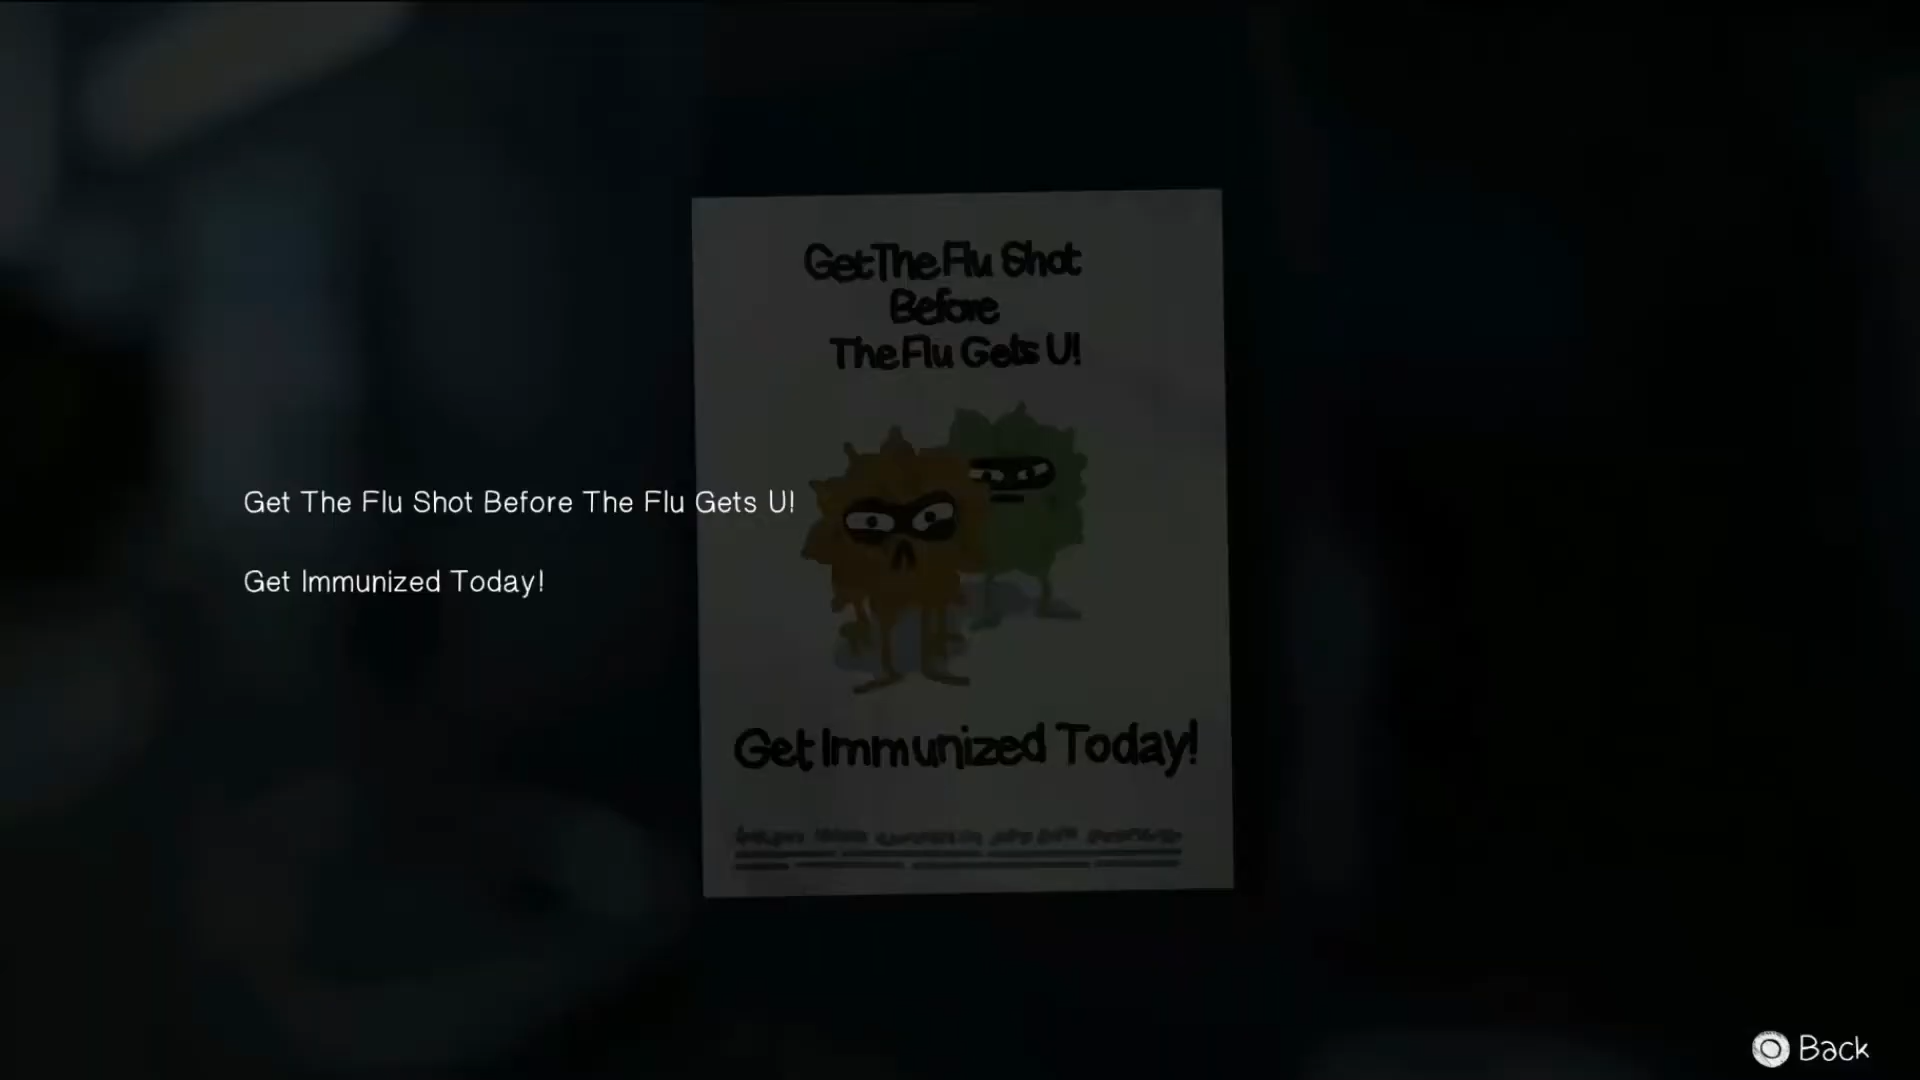 Get The Flu Shot
Before
The Flu Gets U!
Get The Flu Shot Before The Flu Gets U!
Get Immunized Today!
Get Immunized Today!
Back